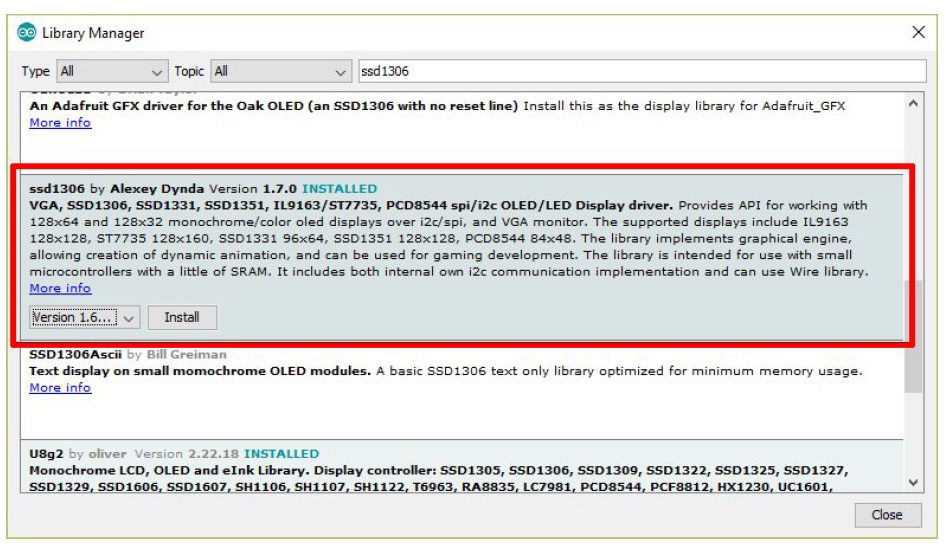 Library Manager
Type All Topic All ssd1306
An Adafruit GFX driver for the Oak OLED (an SSD1306 with no reset line) Install this as the display library for Adafruit_GFX
More info
ssd1306 by Alexey Dynda Version 1.7.0 INSTALLED
VGA, SSD1306, SSD1331, SSD1351, IL9163/ST7735, PCD8544 spi/i2c OLED/LED Display driver. Provides API for working with
128x64 and 128x32 monochrome/color oled displays over i2c/spi, and VGA monitor. The supported displays include IL9163
128x128, ST7735 128x160, SSD1331 96x64, SSD1351 128x128, PCD8544 84x48. The library implements graphical engine,
allowing creation of dynamic animation, and can be used for gaming development. The library is intended for use with small
microcontrollers with a little of SRAM. It includes both internal own i2c communication implementation and can use Wire library.
More info
Version 1.6... Install
SSD1306Ascii by Bill Greiman
Text display on small momochrome OLED modules. A basic SSD1306 text only library optimized for minimum memory usage.
More info
U8g2 by oliver Version 2.22.18 INSTALLED
Monochrome LCD, OLED and eInk Library. Display controller: SSD1305, SSD1306, SSD1309, SSD1322, SSD1325, SSD1327,
SSD1329, SSD1606, SSD1607, SH1106, SH1107, SH1122, T6963, RA8835, LC7981, PCD8544, PCF8812, HX1230, UC1601,
Close